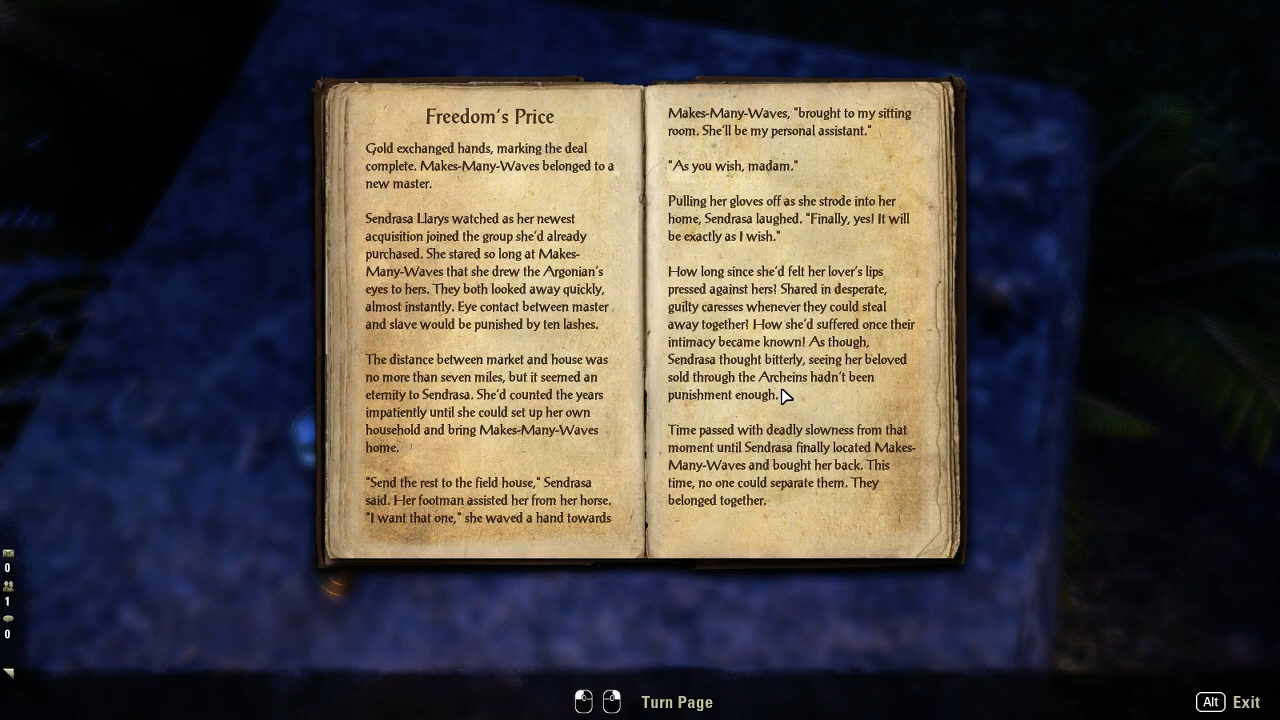 Freedom's Price
Gold exchanged hands, marking the deal
complete. Makes-Many-Waves belonged to a
new master.
Sendrasa Llarys watched as her newest
acquisition joined the group she'd already
purchased. She stared so long at Makes-
Many-Waves that she drew the Argonian's
eyes to hers. They both looked away quickly,
almost instantly. Eye contact between master
and slave would be punished by ten lashes.
The distance between market and house was
no more than seven miles, but it seemed an
eternity to Sendrasa. She'd counted the years
impatiently until she could set up her own
household and bring Makes-Many-Waves
home.
"Send the rest to the field house," Sendrasa
said. Her footman assisted her from her horse.
"I want that one," she waved a hand towards
Makes-Many-Waves, "brought to my sitting
room. She'll be my personal assistant."
"As you wish, madam."
Pulling her gloves off as she strode into her
home, Sendrasa laughed. "Finally, yes! It will
be exactly as I wish."
How long since she'd felt her lover's lips
pressed against hers? Shared in desperate,
guilty caresses whenever they could steal
away together? How she'd suffered once their
intimacy became known! As though,
Sendrasa thought bitterly, seeing her beloved
sold through the Archeins hadn't been
punishment enough.
Time passed with deadly slowness from that
moment until Sendrasa finally located Makes-
Many-Waves and bought her back. This
time, no one could separate them. They
belonged together.
0
1
0
Turn Page
Alt Exit